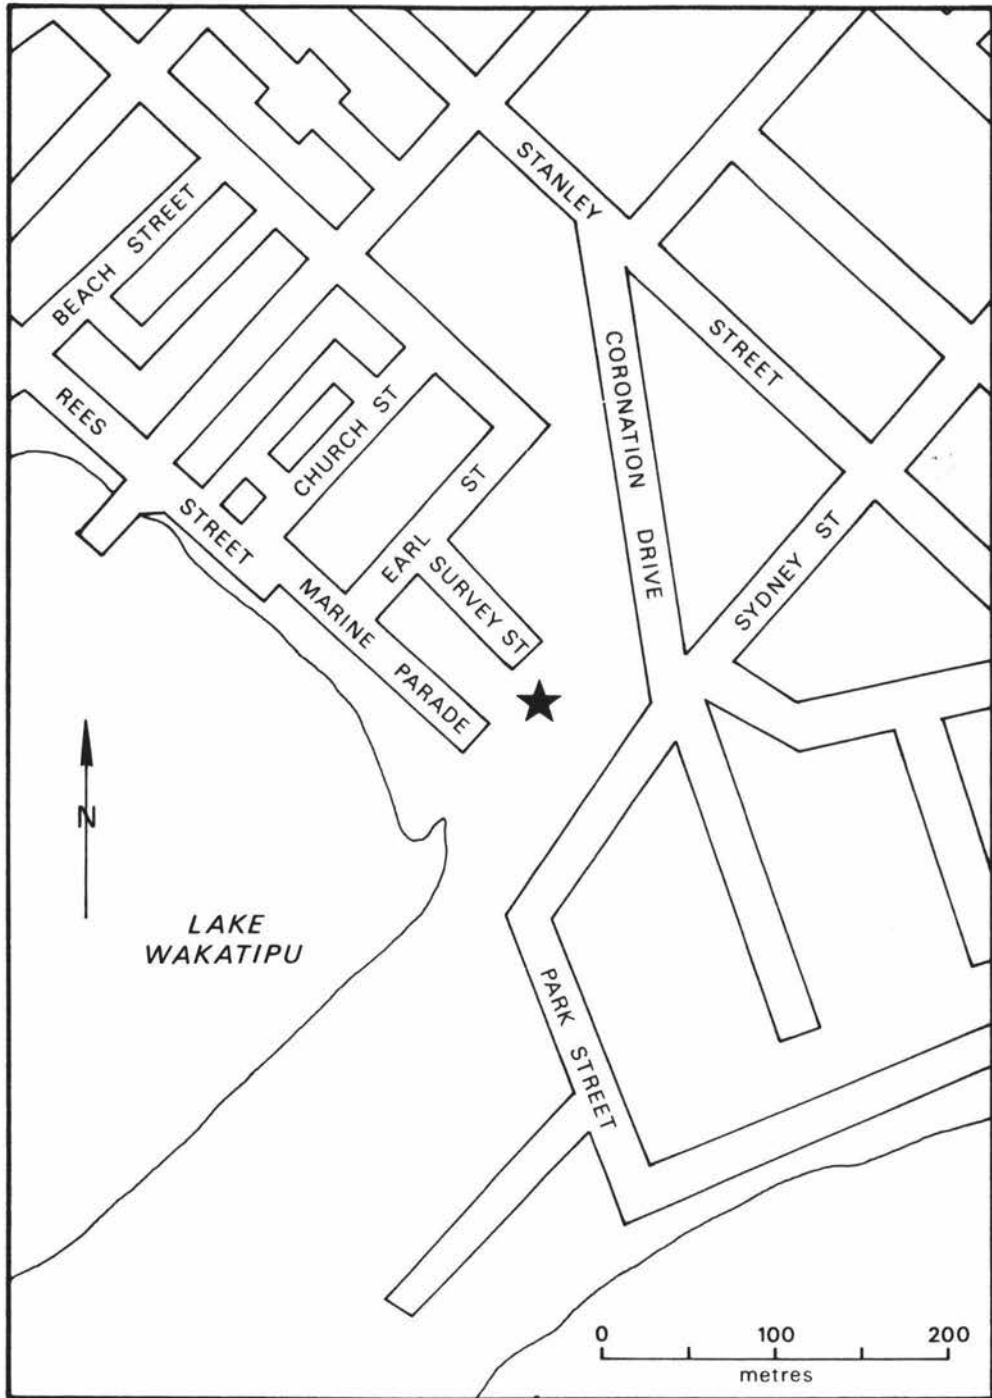 STANLEY
BEACH STREET
STREET
CORONATION DRIVE
REES
CHURCH ST
STREET
EARL ST
SURVEY ST
SYDNEY ST
MARINE
PARADE
N
LAKE
WAKATIPU
PARK STREET
0 100 200
metres